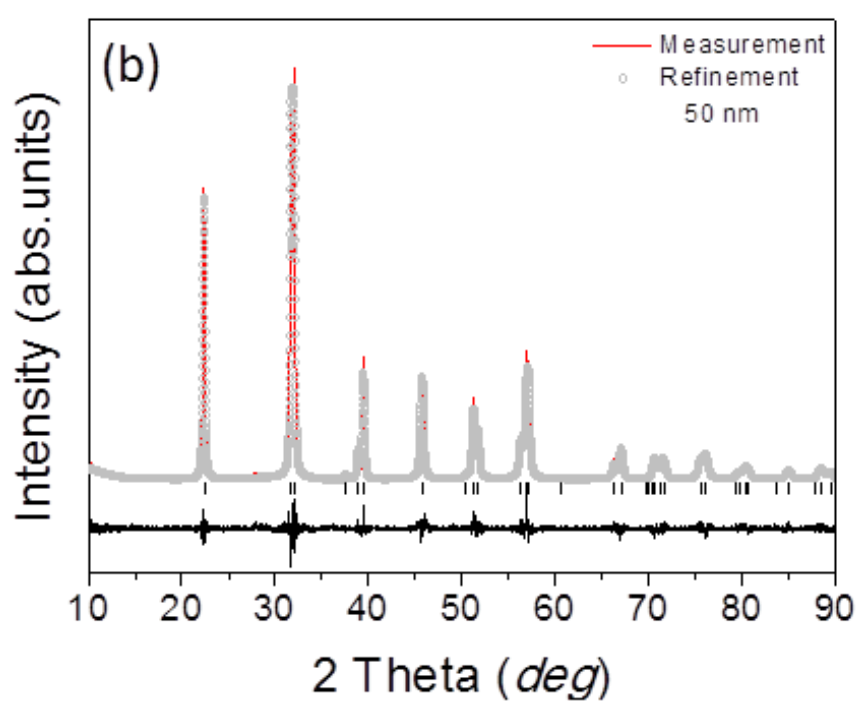 (b)
Measurement
Refinement
50 nm
Intensity (abs.units)
10 20 30 40 50 60 70 80 90
2 Theta (deg)